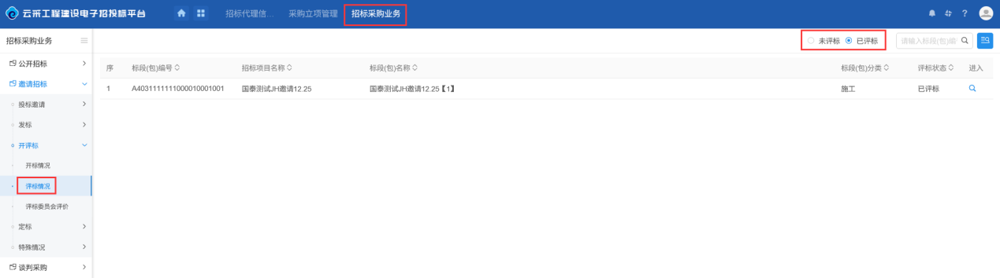 云采工程建设电子招投标平台 招标代理信... 采购立项管理 招标采购业务
招标采购业务
未评标 已评标 请输入标段(包)编
公开招标
邀请招标
投标邀请
发标
开评标
开标情况
评标情况
评标委员会评价
定标
特殊情况
谈判采购
序 标段(包)编号 招标项目名称 标段(包)名称 标段(包)分类 评标状态 进入
1 A4031111111000010001001 国泰测试JH邀请12.25 国泰测试JH邀请12.25【1】 施工 已评标